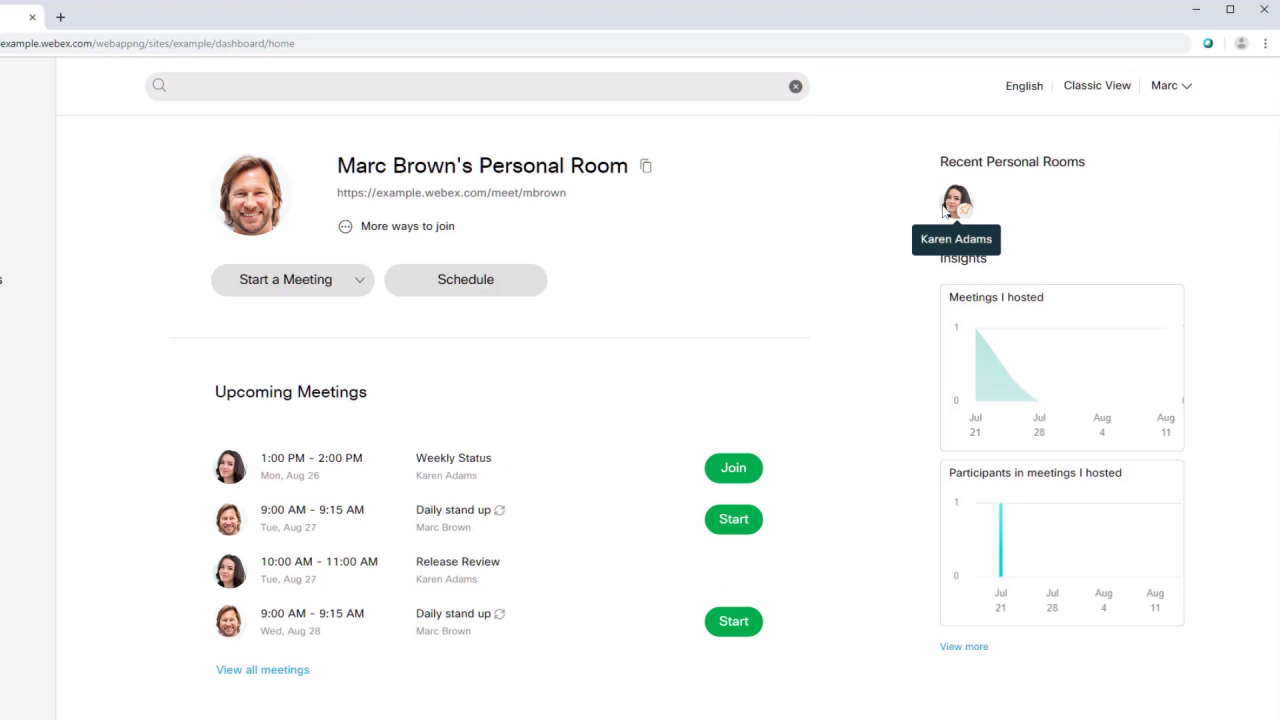 example.webex.com/webappng/sites/example/dashboard/home
English
Classic View
Marc
Marc Brown's Personal Room
https://example.webex.com/meet/mbrown
More ways to join
Start a Meeting
Schedule
Upcoming Meetings
1:00 PM - 2:00 PM
Mon, Aug 26
Weekly Status
Karen Adams
Join
9:00 AM - 9:15 AM
Tue, Aug 27
Daily stand up
Marc Brown
Start
10:00 AM - 11:00 AM
Tue, Aug 27
Release Review
Karen Adams
9:00 AM - 9:15 AM
Wed, Aug 28
Daily stand up
Marc Brown
Start
View all meetings
Recent Personal Rooms
Karen Adams
Insights
Meetings I hosted
1
0
Jul Jul Aug Aug
21 28 4 11
Participants in meetings I hosted
1
0
Jul Jul Aug Aug
21 28 4 11
View more